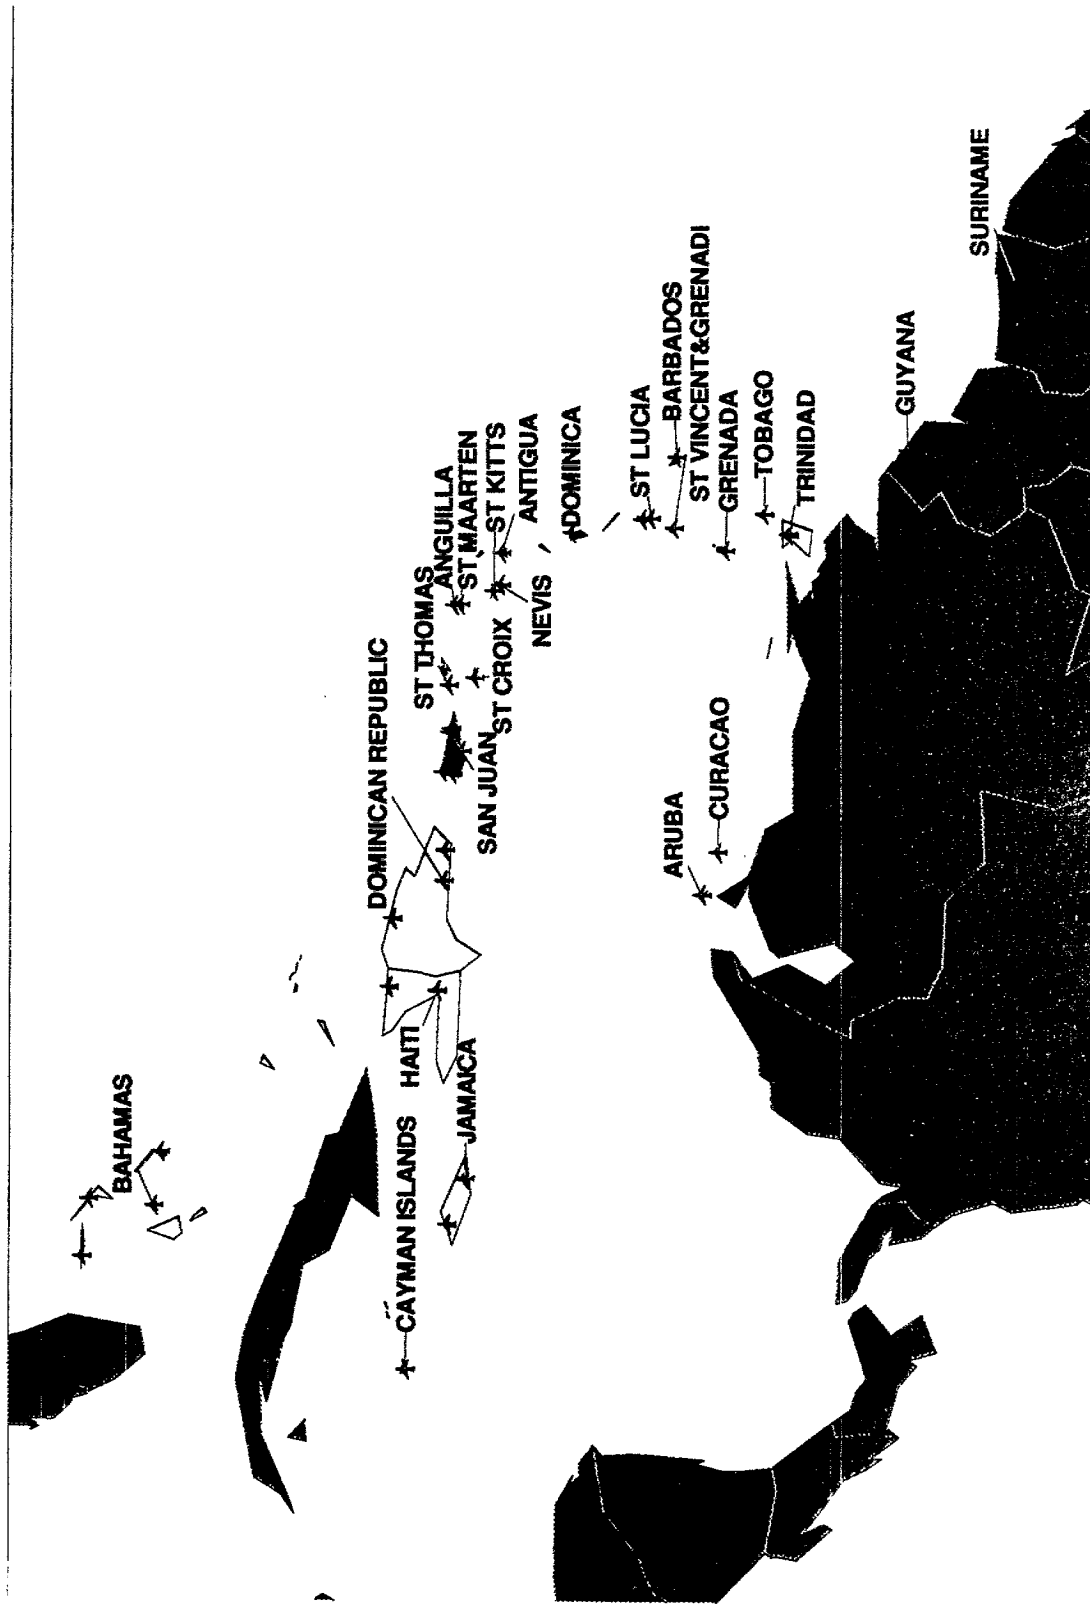 BAHAMAS
CAYMAN ISLANDS
HAITI
JAMAICA
DOMINICAN REPUBLIC
SAN JUAN
ST THOMAS
ST CROIX
ANGUILLA
ST MAARTEN
ST KITTS
NEVIS
ANTIGUA
DOMINICA
ST LUCIA
BARBADOS
ST VINCENT&GRENADI
GRENADA
TOBAGO
TRINIDAD
ARUBA
CURACAO
GUYANA
SURINAME